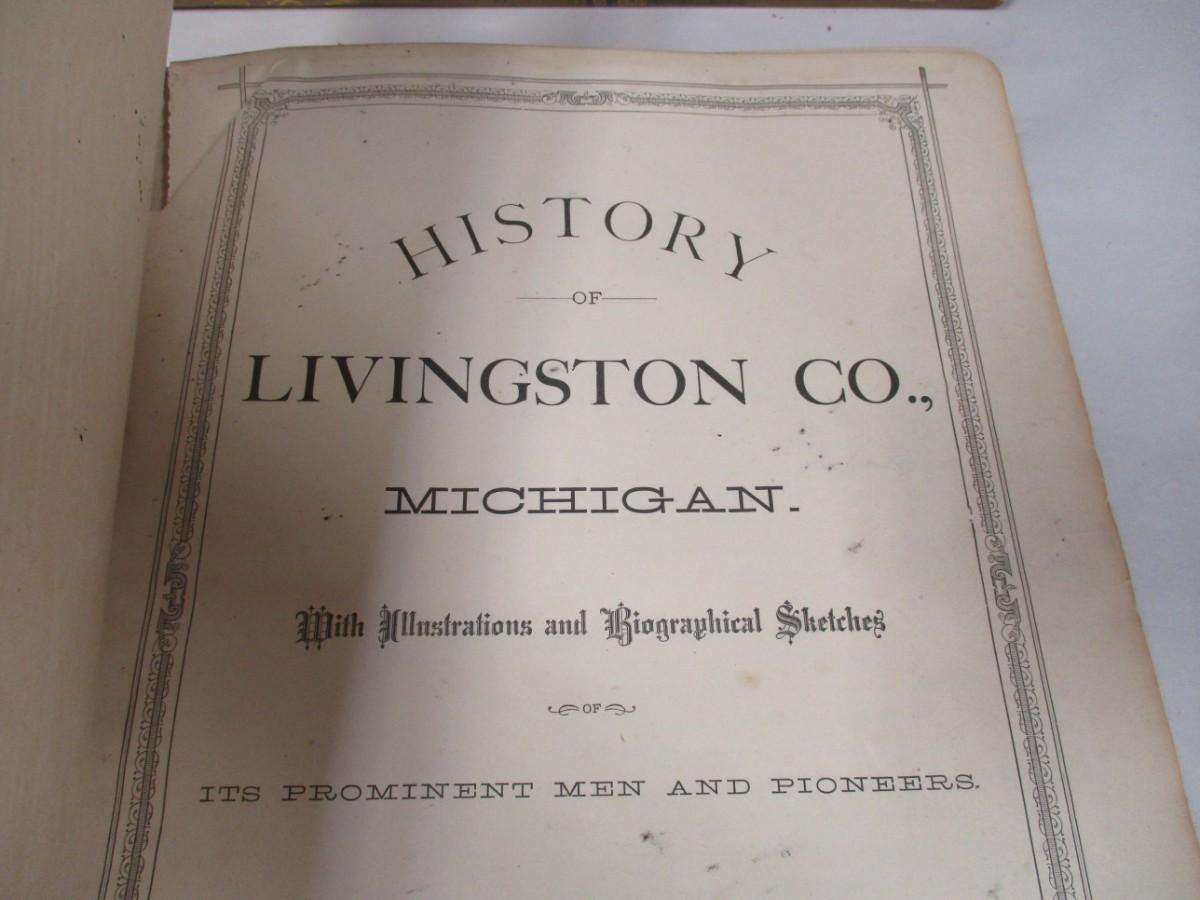 HISTORY
OF
LIVINGSTON CO.,
MICHIGAN.
With Illustrations and Biographical Sketches
OF
ITS PROMINENT MEN AND PIONEERS.